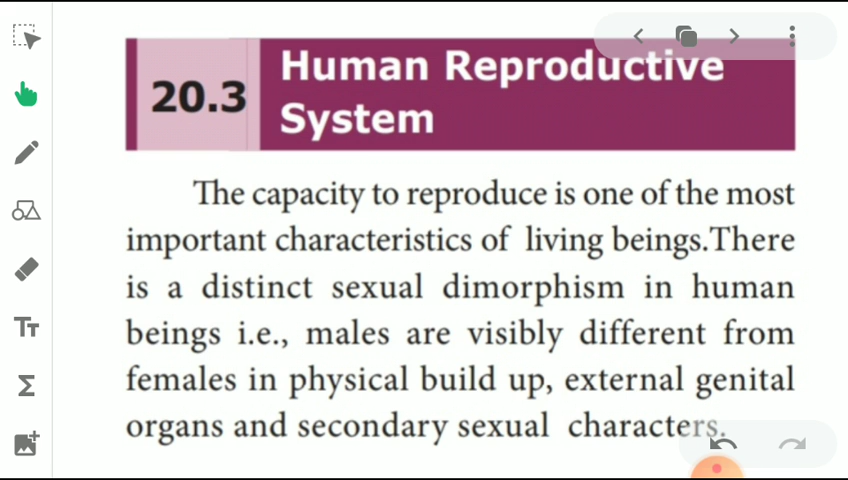 20.3
Human Reproductive
System
The capacity to reproduce is one of the most
important characteristics of living beings.There
is a distinct sexual dimorphism in human
beings i.e., males are visibly different from
females in physical build up, external genital
organs and secondary sexual characters.
Tт
Σ